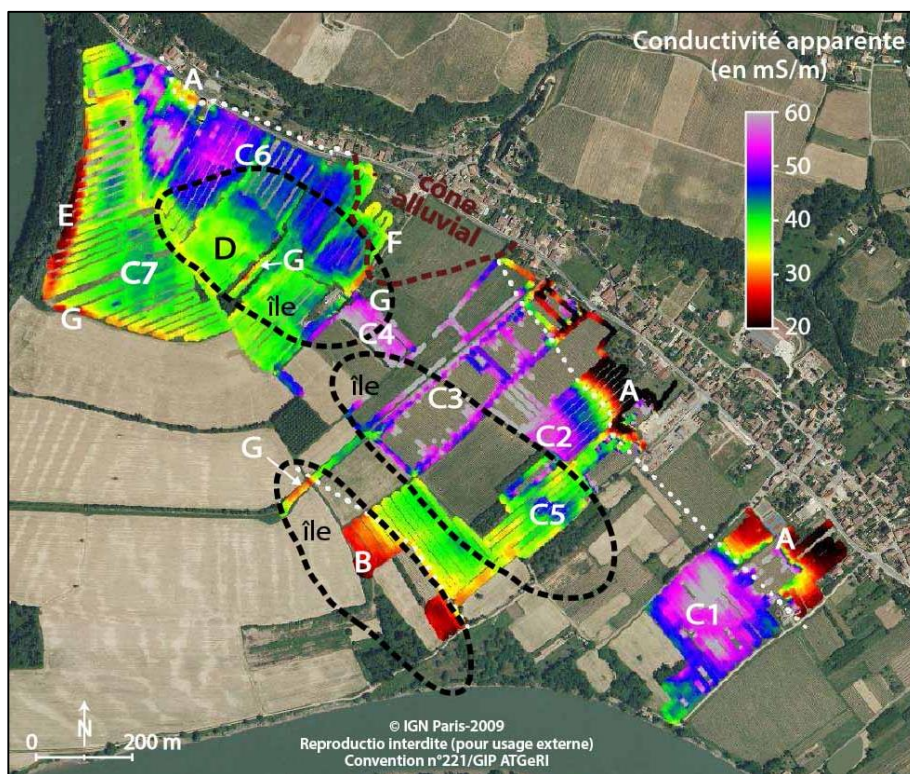 Conductivité apparente
(en mS/m)
60
50
40
30
20
A
C6
cône
alluvial
E
D
F
G
C7
île
G
G
C4
île
C3
A
C2
G
C5
île
B
A
C1
N
0 200 m
© IGN Paris-2009
Reproductio interdite (pour usage externe)
Convention n°221/GIP ATGeRI